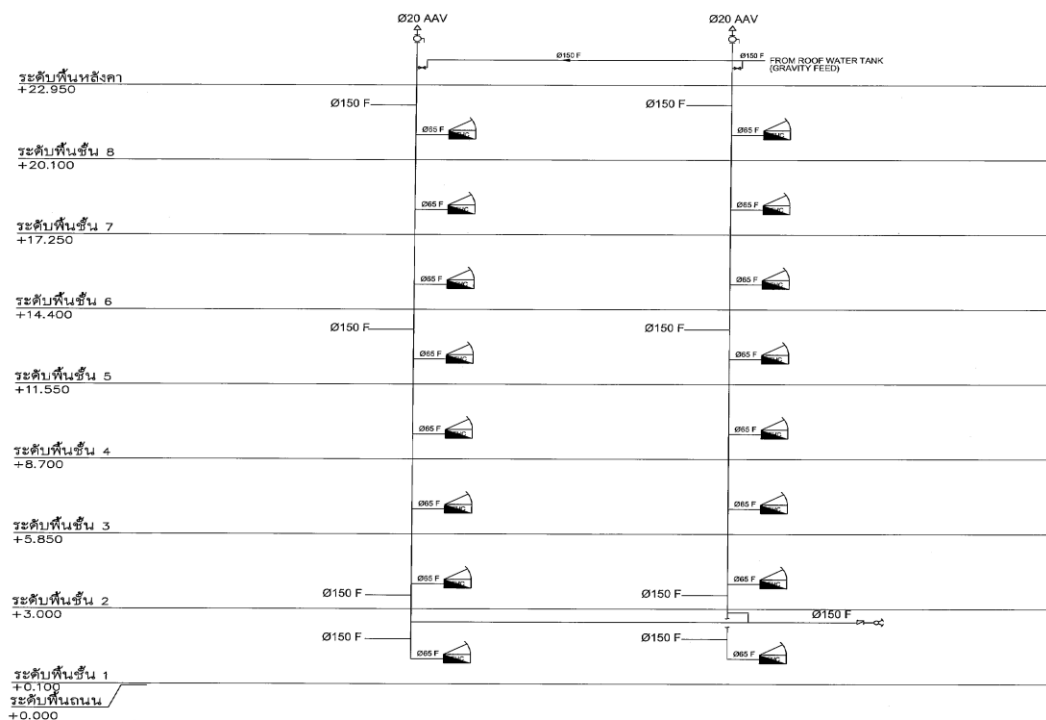 Ø20 AAV Ø20 AAV
Ø150 F Ø150 F FROM ROOF WATER TANK
(GRAVITY FEED)
ระดับพื้นหลังคา
+22.950
Ø150 F Ø150 F
Ø65 F Ø65 F
ระดับพื้นชั้น 8
+20.100
Ø65 F Ø65 F
ระดับพื้นชั้น 7
+17.250
Ø65 F Ø65 F
ระดับพื้นชั้น 6
+14.400
Ø150 F Ø150 F
Ø65 F Ø65 F
ระดับพื้นชั้น 5
+11.550
Ø65 F Ø65 F
ระดับพื้นชั้น 4
+8.700
Ø65 F Ø65 F
ระดับพื้นชั้น 3
+5.850
Ø65 F Ø65 F
Ø150 F Ø150 F
ระดับพื้นชั้น 2
+3.000
Ø150 F
Ø150 F Ø150 F
Ø65 F Ø65 F
ระดับพื้นชั้น 1
+0.100
ระดับพื้นถนน
+0.000